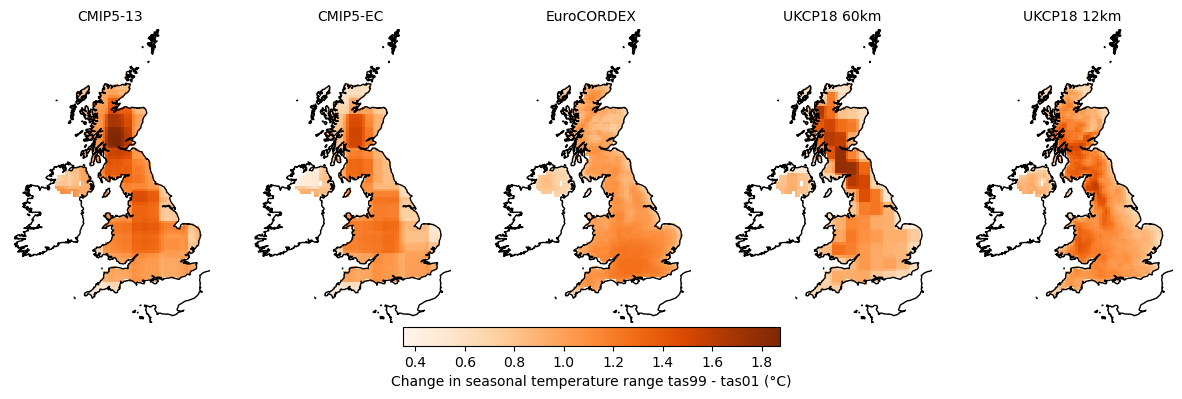 CMIP5-13 CMIP5-EC EuroCORDEX UKCP18 60km UKCP18 12km
0.4 0.6 0.8 1.0 1.2 1.4 1.6 1.8
Change in seasonal temperature range tas99 - tas01 (°C)